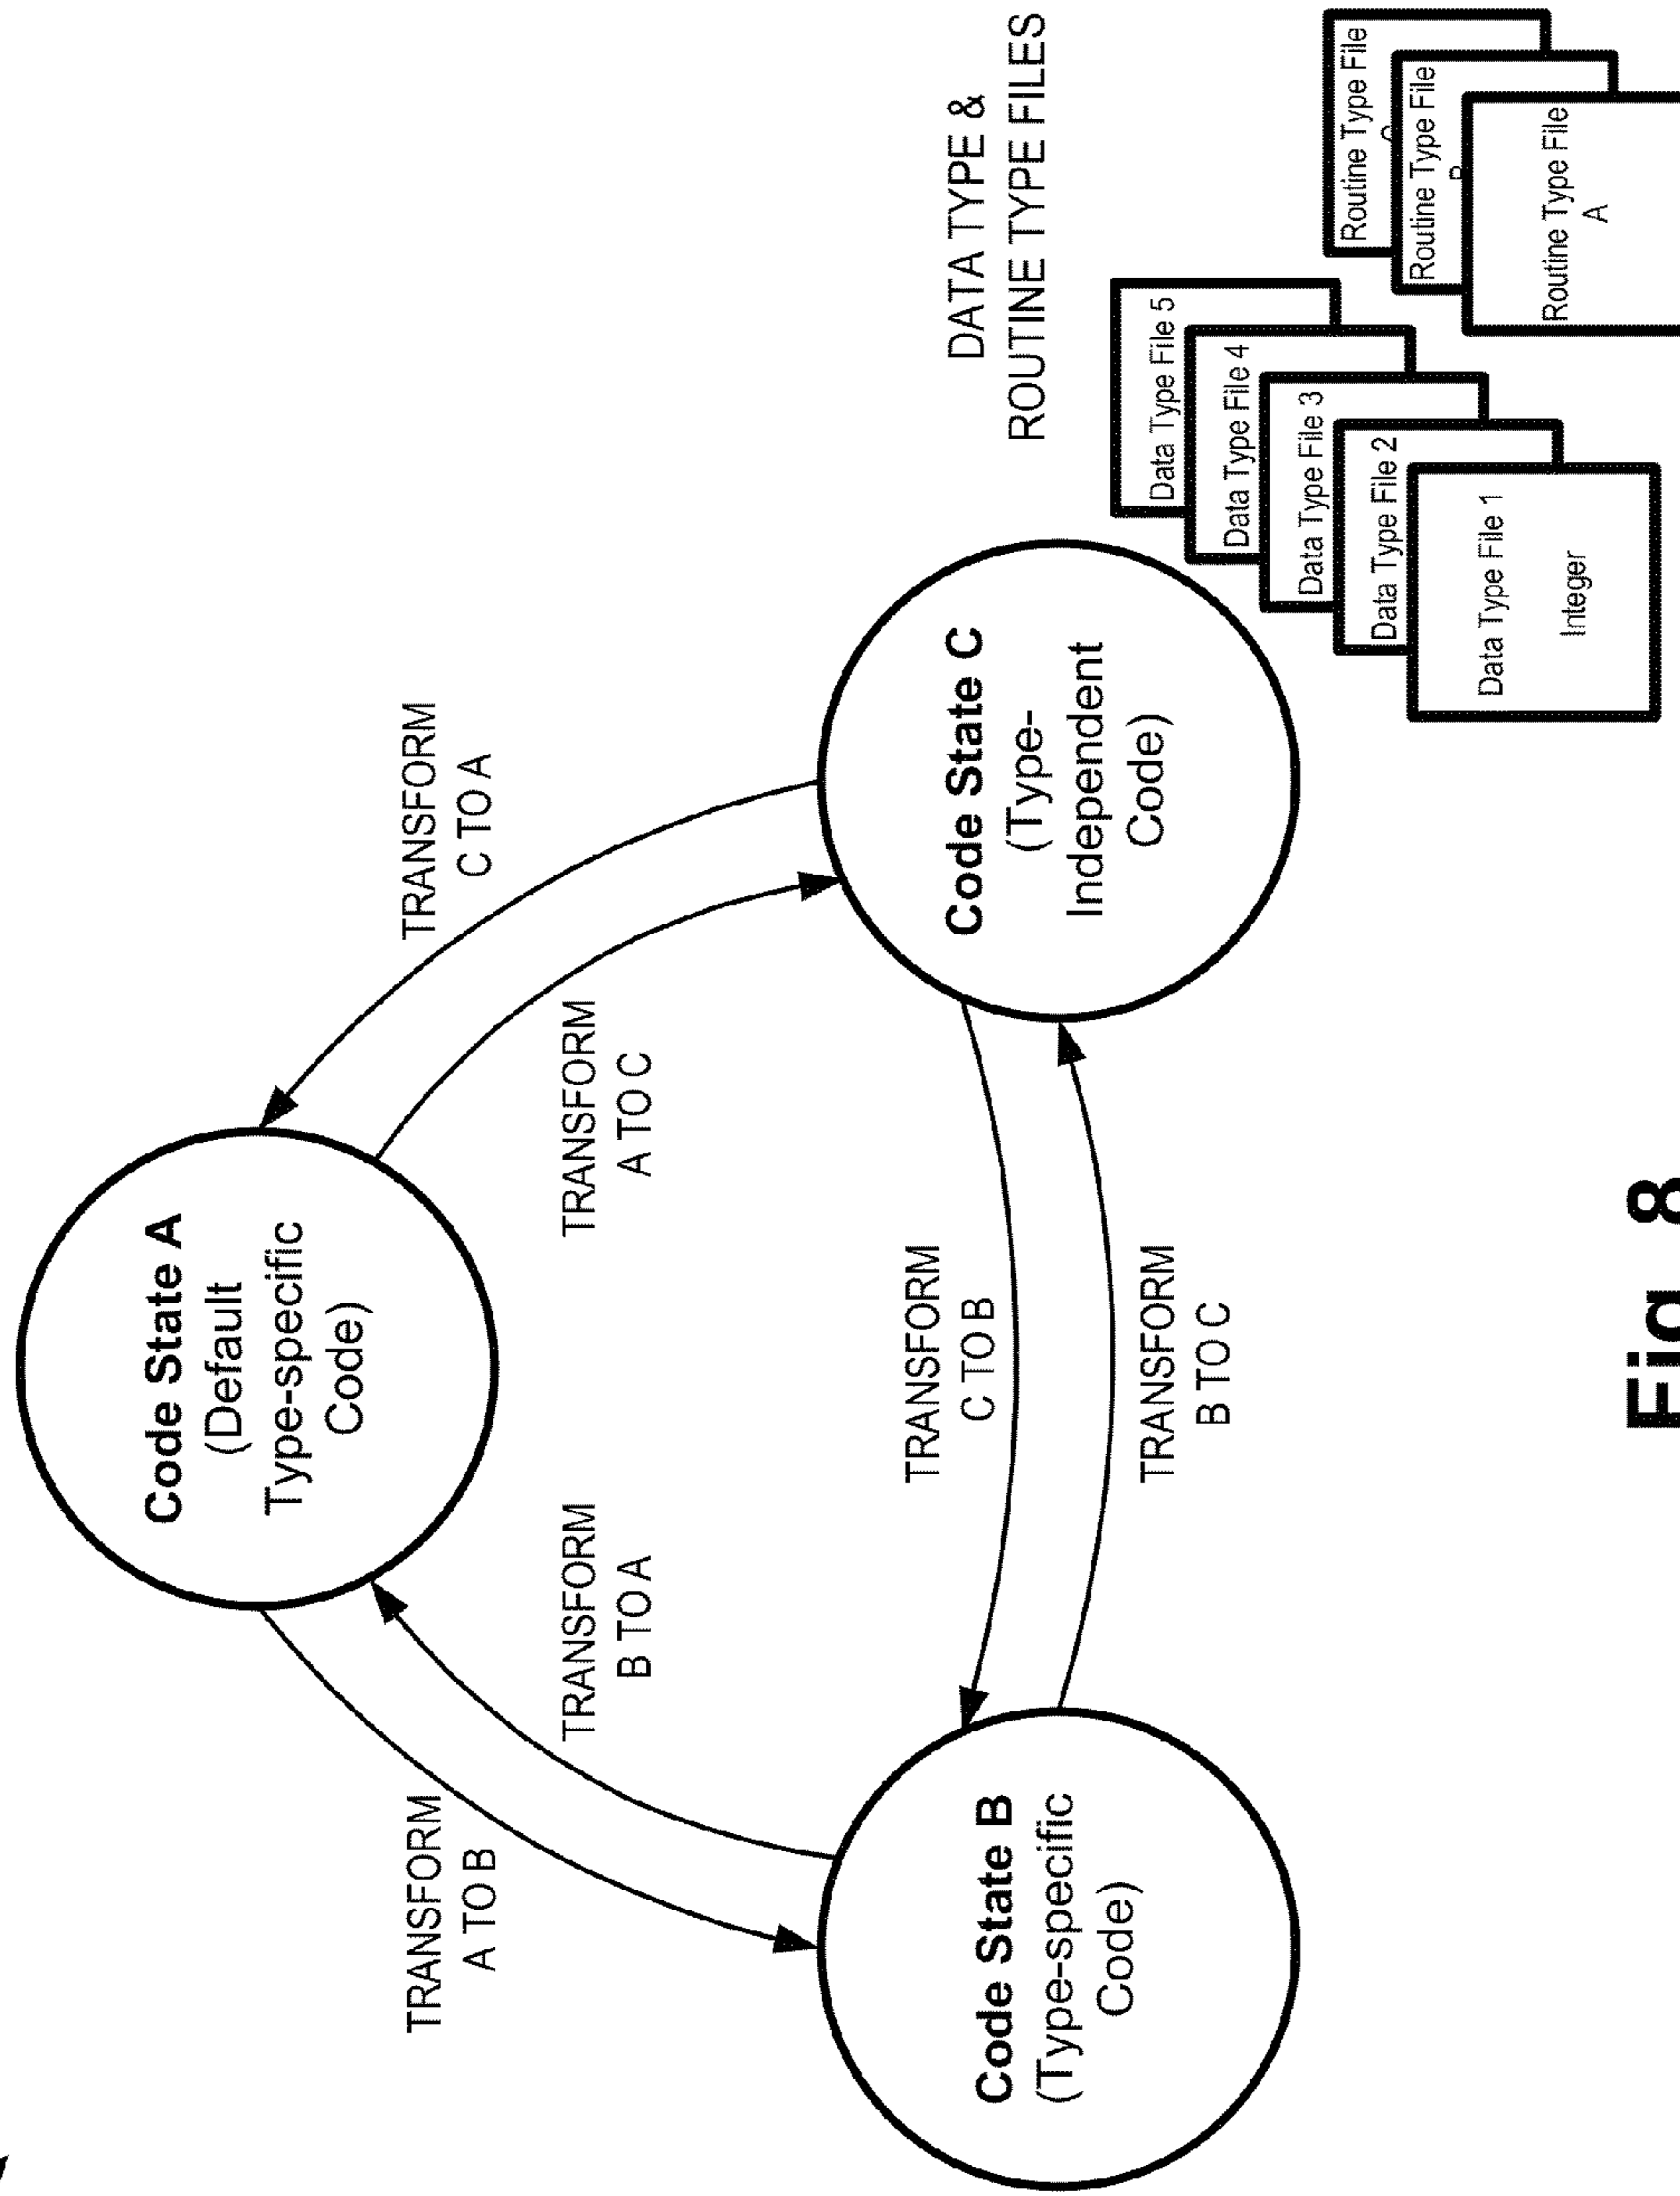 Code State A
(Default
Type-specific
Code)
TRANSFORM
A TO B
TRANSFORM
C TO A
TRANSFORM
B TO A
TRANSFORM
A TO C
TRANSFORM
C TO B
TRANSFORM
B TO C
Code State B
(Type-specific
Code)
Code State C
(Type-
Independent
Code)
DATA TYPE &
ROUTINE TYPE FILES
Data Type File 5
Data Type File 4
Data Type File 3
Data Type File 2
Data Type File 1
Integer
Routine Type File
Routine Type File
Routine Type File
A
Fig. 8